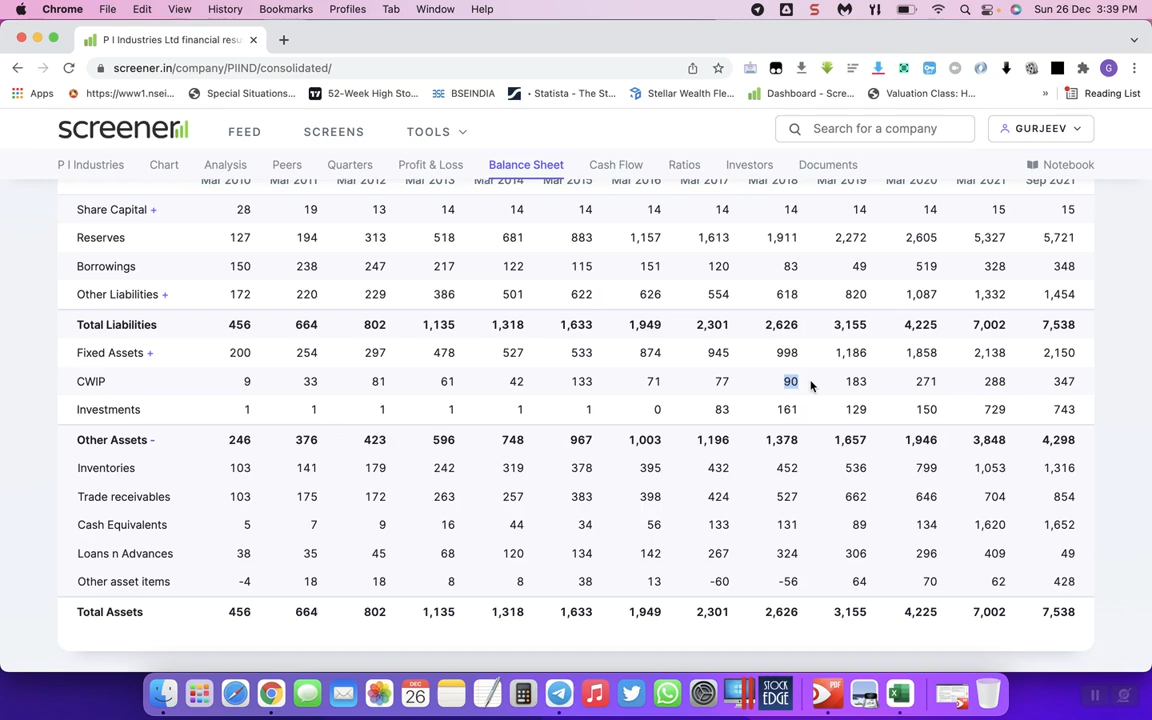 Chrome File Edit View History Bookmarks Profiles Tab Window Help Sun 26 Dec 3:39 PM
P I Industries Ltd financial resu
screener.in/company/PIIND/consolidated/
Apps https://www1.nsei... Special Situations... 52-Week High Sto... BSEINDIA • Statista - The St... Stellar Wealth Fle... Dashboard - Scre... Valuation Class: H... » Reading List
screener FEED SCREENS TOOLS Search for a company GURJEEV
P I Industries Chart Analysis Peers Quarters Profit & Loss Balance Sheet Cash Flow Ratios Investors Documents Notebook
Mar 2010 Mar 2011 Mar 2012 Mar 2013 Mar 2014 Mar 2015 Mar 2016 Mar 2017 Mar 2018 Mar 2019 Mar 2020 Mar 2021 Sep 2021
Share Capital + 28 19 13 14 14 14 14 14 14 14 14 15 15
Reserves 127 194 313 518 681 883 1,157 1,613 1,911 2,272 2,605 5,327 5,721
Borrowings 150 238 247 217 122 115 151 120 83 49 519 328 348
Other Liabilities + 172 220 229 386 501 622 626 554 618 820 1,087 1,332 1,454
Total Liabilities 456 664 802 1,135 1,318 1,633 1,949 2,301 2,626 3,155 4,225 7,002 7,538
Fixed Assets + 200 254 297 478 527 533 874 945 998 1,186 1,858 2,138 2,150
CWIP 9 33 81 61 42 133 71 77 90 183 271 288 347
Investments 1 1 1 1 1 1 0 83 161 129 150 729 743
Other Assets - 246 376 423 596 748 967 1,003 1,196 1,378 1,657 1,946 3,848 4,298
Inventories 103 141 179 242 319 378 395 432 452 536 799 1,053 1,316
Trade receivables 103 175 172 263 257 383 398 424 527 662 646 704 854
Cash Equivalents 5 7 9 16 44 34 56 133 131 89 134 1,620 1,652
Loans n Advances 38 35 45 68 120 134 142 267 324 306 296 409 49
Other asset items -4 18 18 8 8 38 13 -60 -56 64 70 62 428
Total Assets 456 664 802 1,135 1,318 1,633 1,949 2,301 2,626 3,155 4,225 7,002 7,538
DEC
26
STOCK
EDGE
PDF